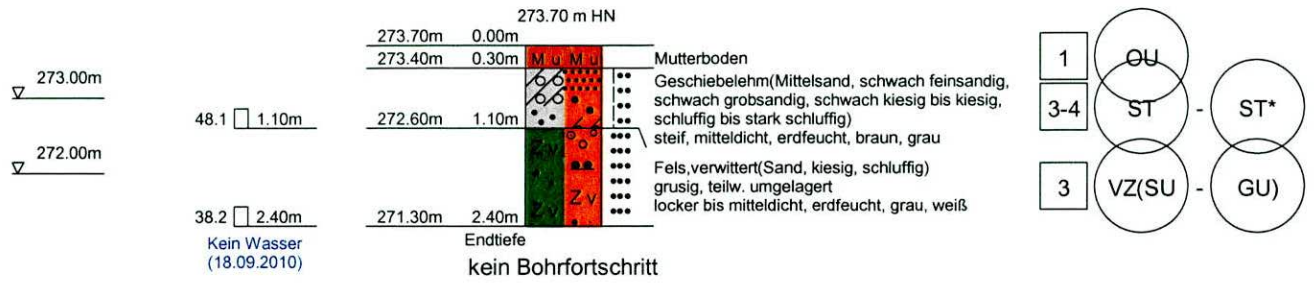 273.70 m HN
273.70m 0.00m
273.40m 0.30m
Mu Mu
Mutterboden
1 OU
273.00m
Geschiebelehm(Mittelsand, schwach feinsandig,
schwach grobsandig, schwach kiesig bis kiesig,
schluffig bis stark schluffig)
steif, mitteldicht, erdfeucht, braun, grau
3-4 ST - ST*
48.1 1.10m
272.60m 1.10m
272.00m
Zv
Fels,verwittert(Sand, kiesig, schluffig)
grusig, teilw. umgelagert
locker bis mitteldicht, erdfeucht, grau, weiß
3 VZ(SU - GU)
Zv Zv
38.2 2.40m
271.30m 2.40m
Kein Wasser
(18.09.2010)
Endtiefe
kein Bohrfortschritt